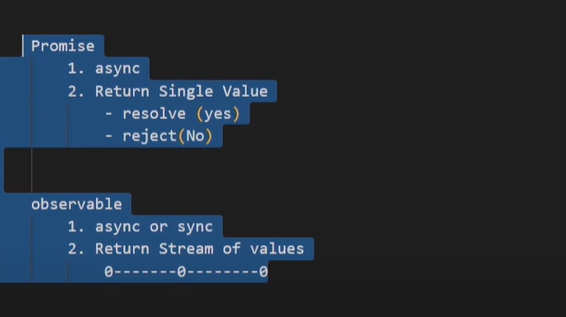 Promise
1. async
2. Return Single Value
- resolve (yes)
- reject(No)
observable
1. async or sync
2. Return Stream of values
0-------0--------0